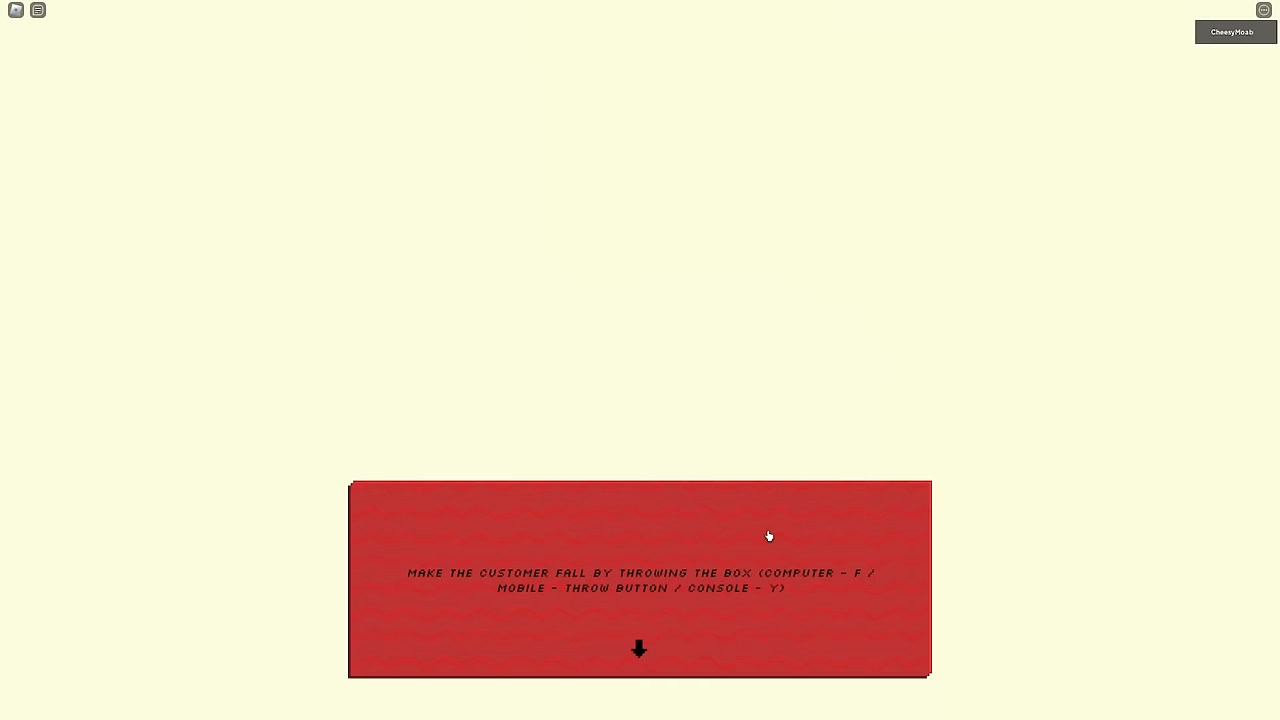 CheesyMoab
MAKE THE CUSTOMER FALL BY THROWING THE BOX (COMPUTER - F /
MOBILE - THROW BUTTON / CONSOLE - Y)